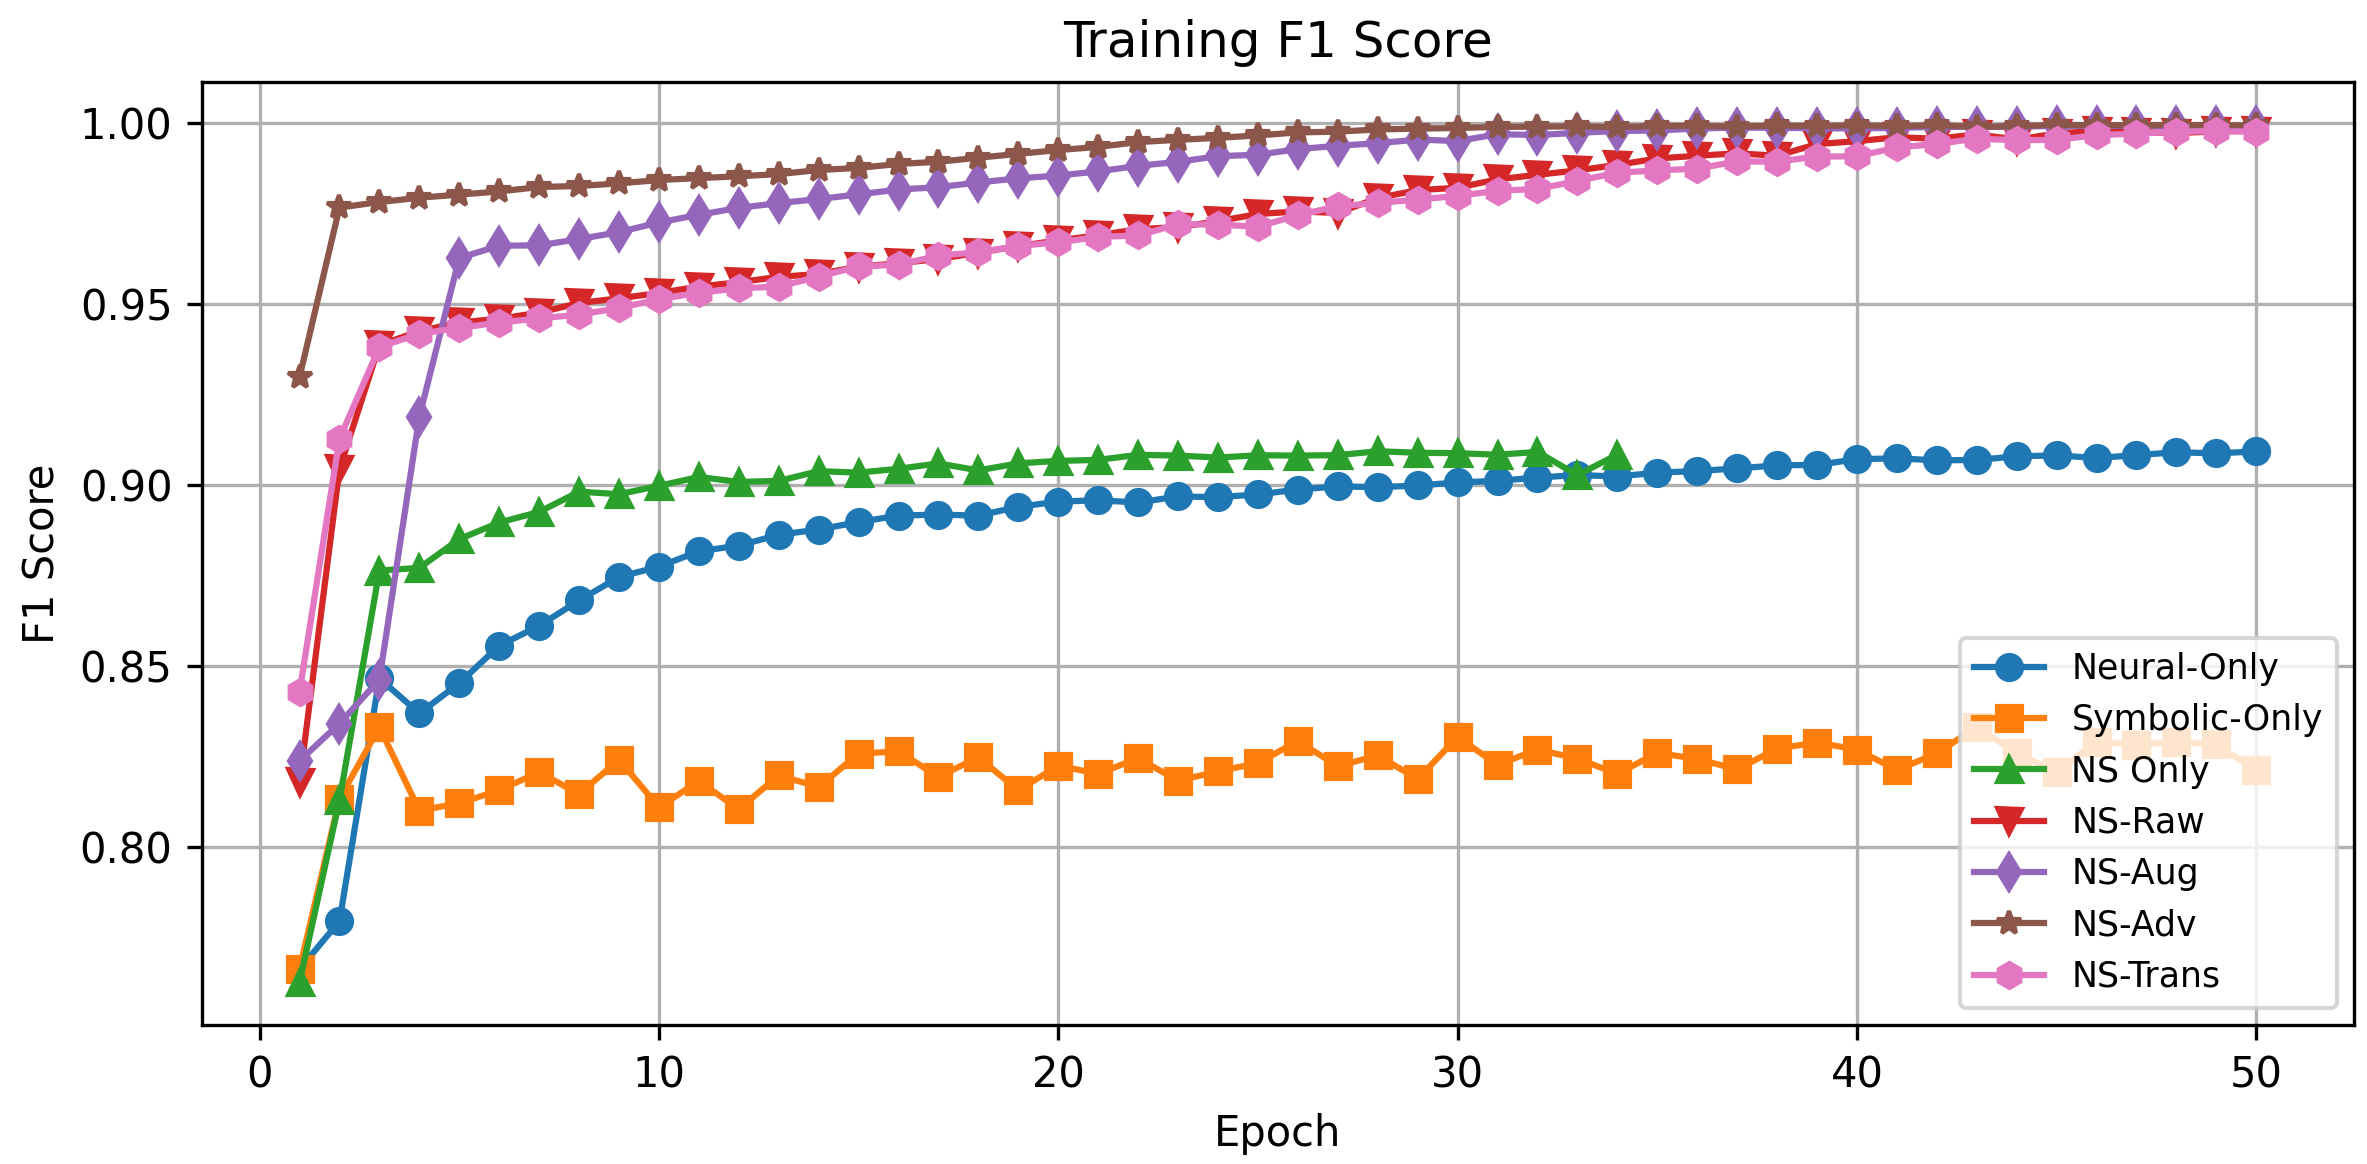 Training F1 Score
F1 Score
1.00
0.95
0.90
0.85
0.80
0
10
20
30
40
50
Epoch
Neural-Only
Symbolic-Only
NS Only
NS-Raw
NS-Aug
NS-Adv
NS-Trans